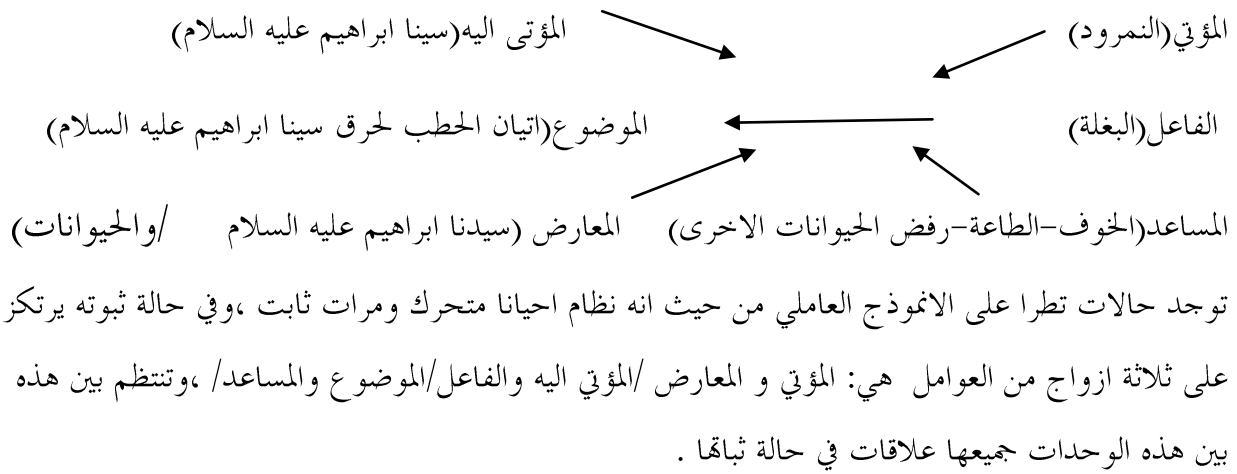 المؤتي(النمرود) المؤتى اليه(سينا ابراهيم عليه السلام)
الفاعل(البغلة) الموضوع(اتيان الحطب لحرق سينا ابراهيم عليه السلام)
المساعد(الخوف-الطاعة-رفض الحيوانات الاخرى) المعارض (سيدنا ابراهيم عليه السلام /والحيوانات)
توجد حالات تطرا على الانموذج العاملي من حيث انه نظام احيانا متحرك ومرات ثابت ،وفي حالة ثبوته يرتكز
على ثلاثة ازواج من العوامل هي: المؤتي و المعارض /المؤتي اليه والفاعل/الموضوع والمساعد/ ،وتنتظم بين هذه
بين هذه الوحدات جميعها علاقات في حالة ثباتها .